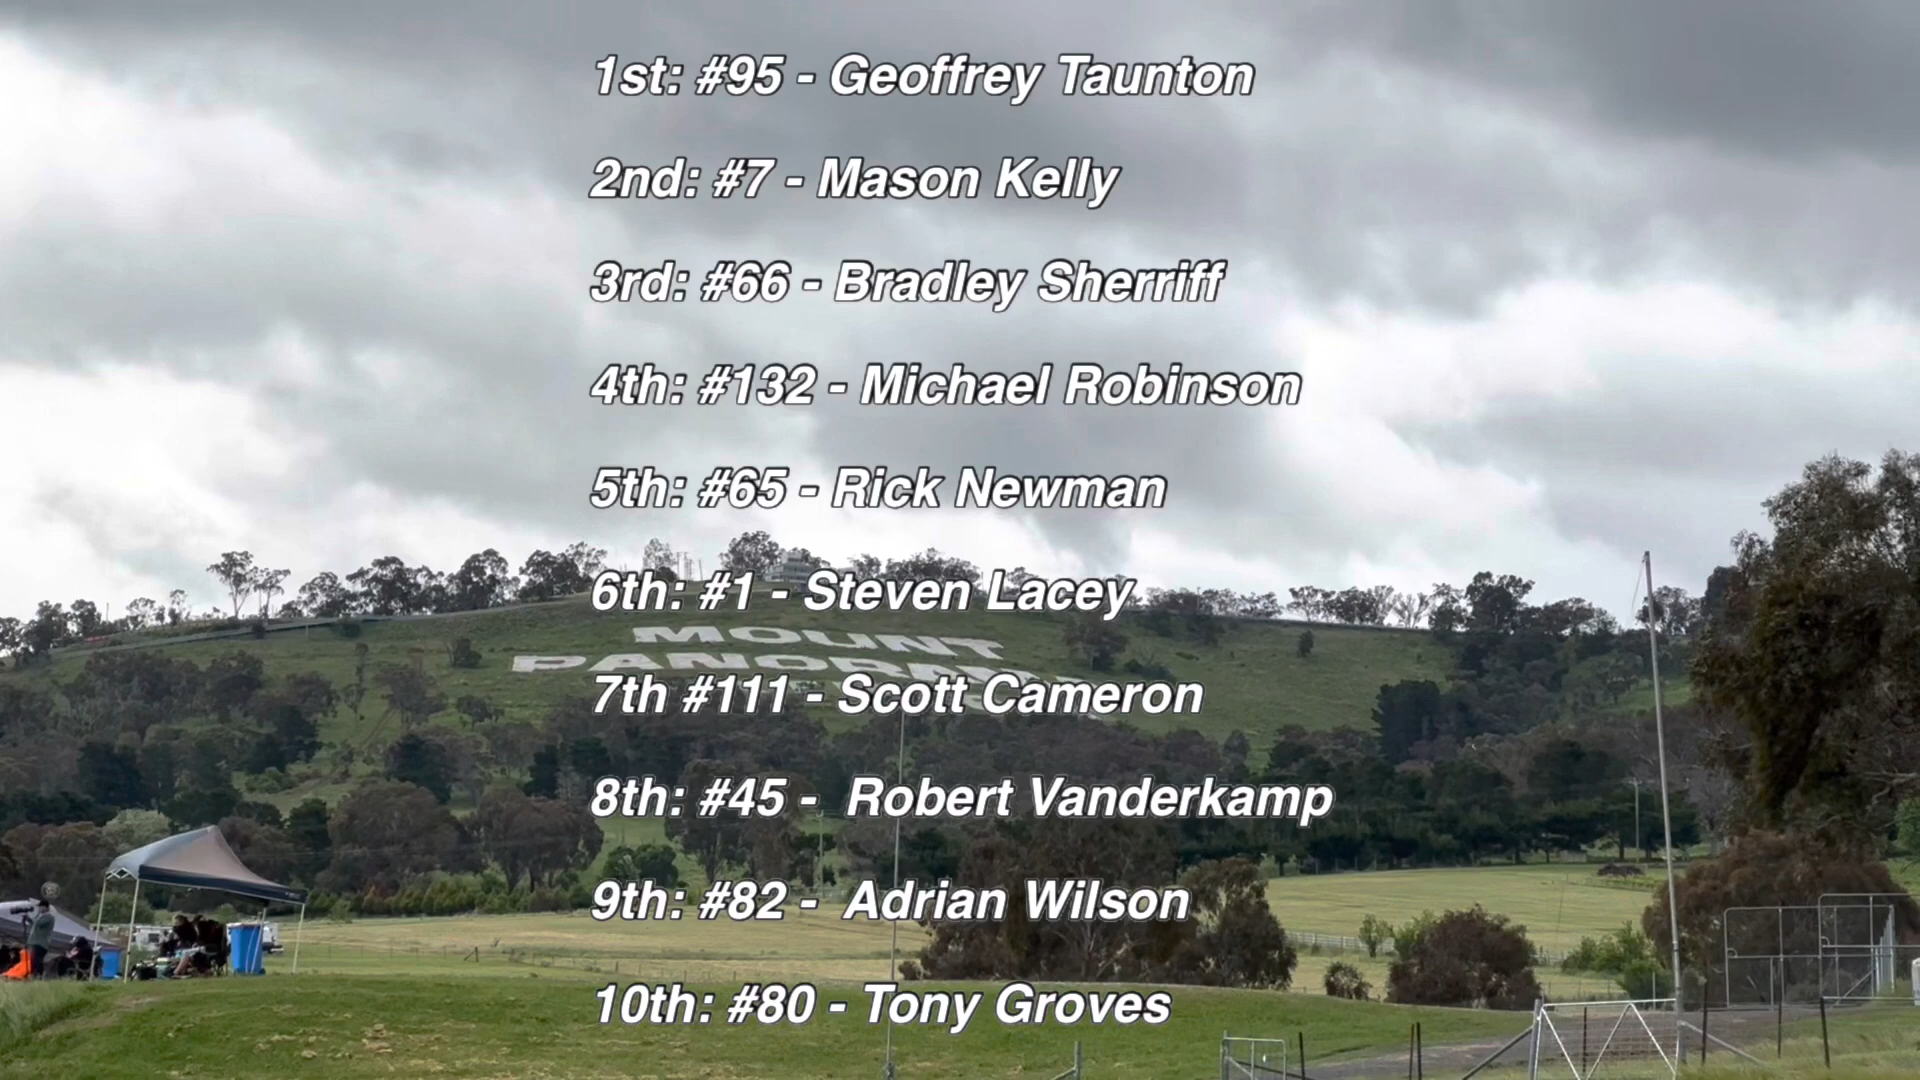 1st: #95 - Geoffrey Taunton
2nd: #7 - Mason Kelly
3rd: #66 - Bradley Sherriff
4th: #132 - Michael Robinson
5th: #65 - Rick Newman
6th: #1 - Steven Lacey
MOUNT
PANORAMA
7th #111 - Scott Cameron
8th: #45 -  Robert Vanderkamp
9th: #82 -  Adrian Wilson
10th: #80 - Tony Groves